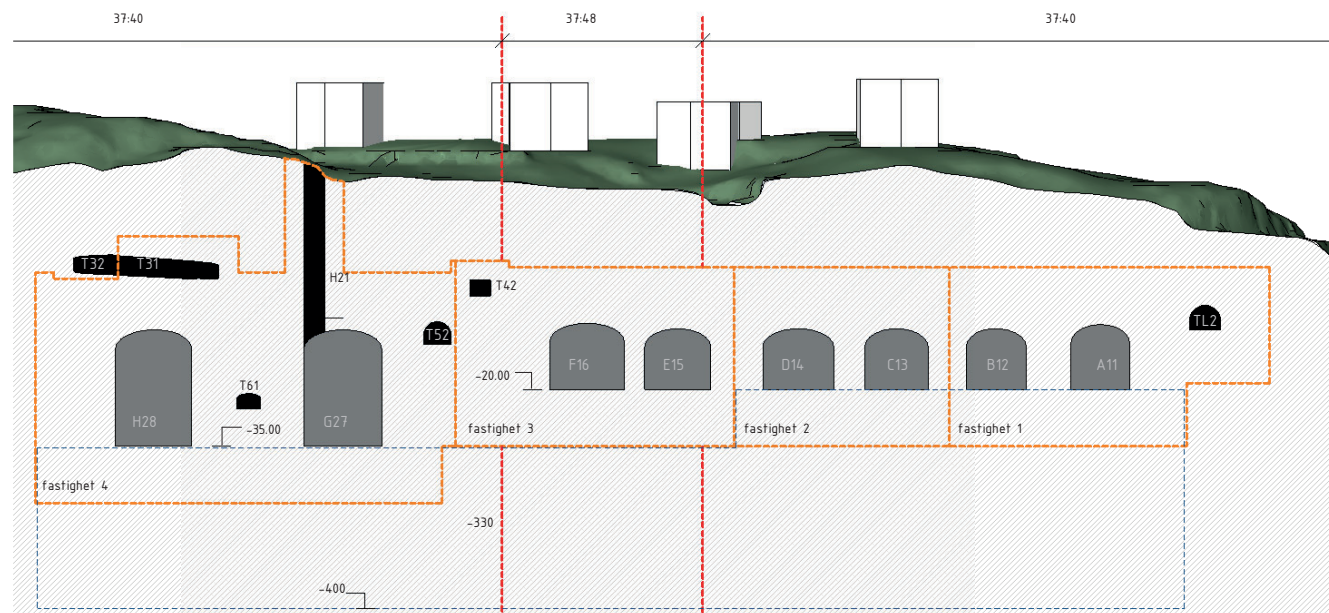 37:40
37:48
37:40
T32
T31
H21
T42
T52
TL2
F16
E15
D14
C13
B12
A11
-20.00
T61
H28
G27
-35.00
fastighet 3
fastighet 2
fastighet 1
fastighet 4
-330
-400